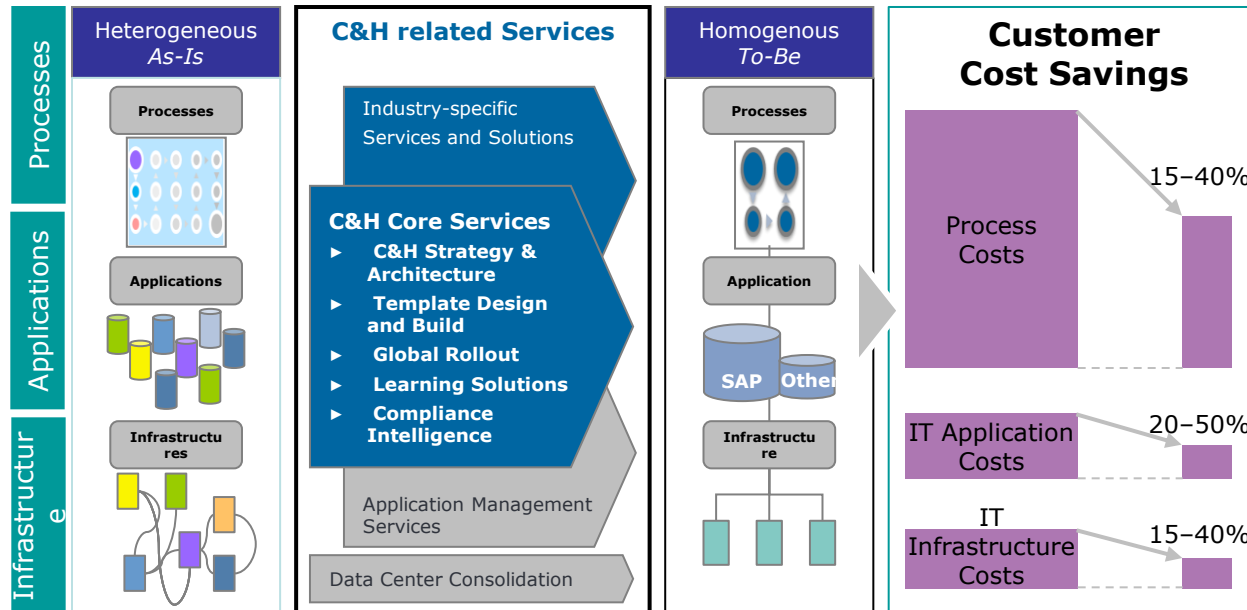 Processes
Applications
Infrastructur
e
Heterogeneous
As-Is
Processes
Applications
Infrastructu
res
C&H related Services
Industry-specific
Services and Solutions
C&H Core Services
► C&H Strategy &
Architecture
► Template Design
and Build
► Global Rollout
► Learning Solutions
► Compliance
Intelligence
Application Management
Services
Data Center Consolidation
Homogenous
To-Be
Processes
Application
SAP
Other
Infrastructu
re
Customer
Cost Savings
15–40%
Process
Costs
20–50%
IT Application
Costs
15–40%
IT
Infrastructure
Costs